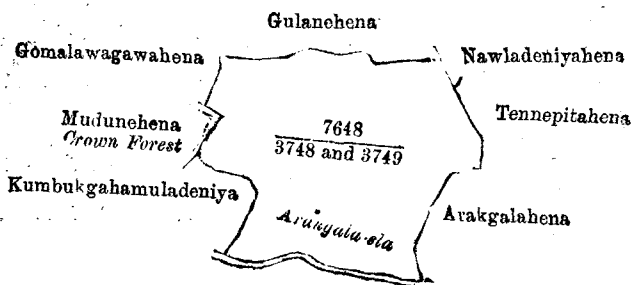 Gulanehena
Gomalawagawahena
Nawladeniyahena
Mudunehena
Crown Forest
Tennepitahena
7648
3748 and 3749
Kumbukgahamuladeniya
Arakgalahena